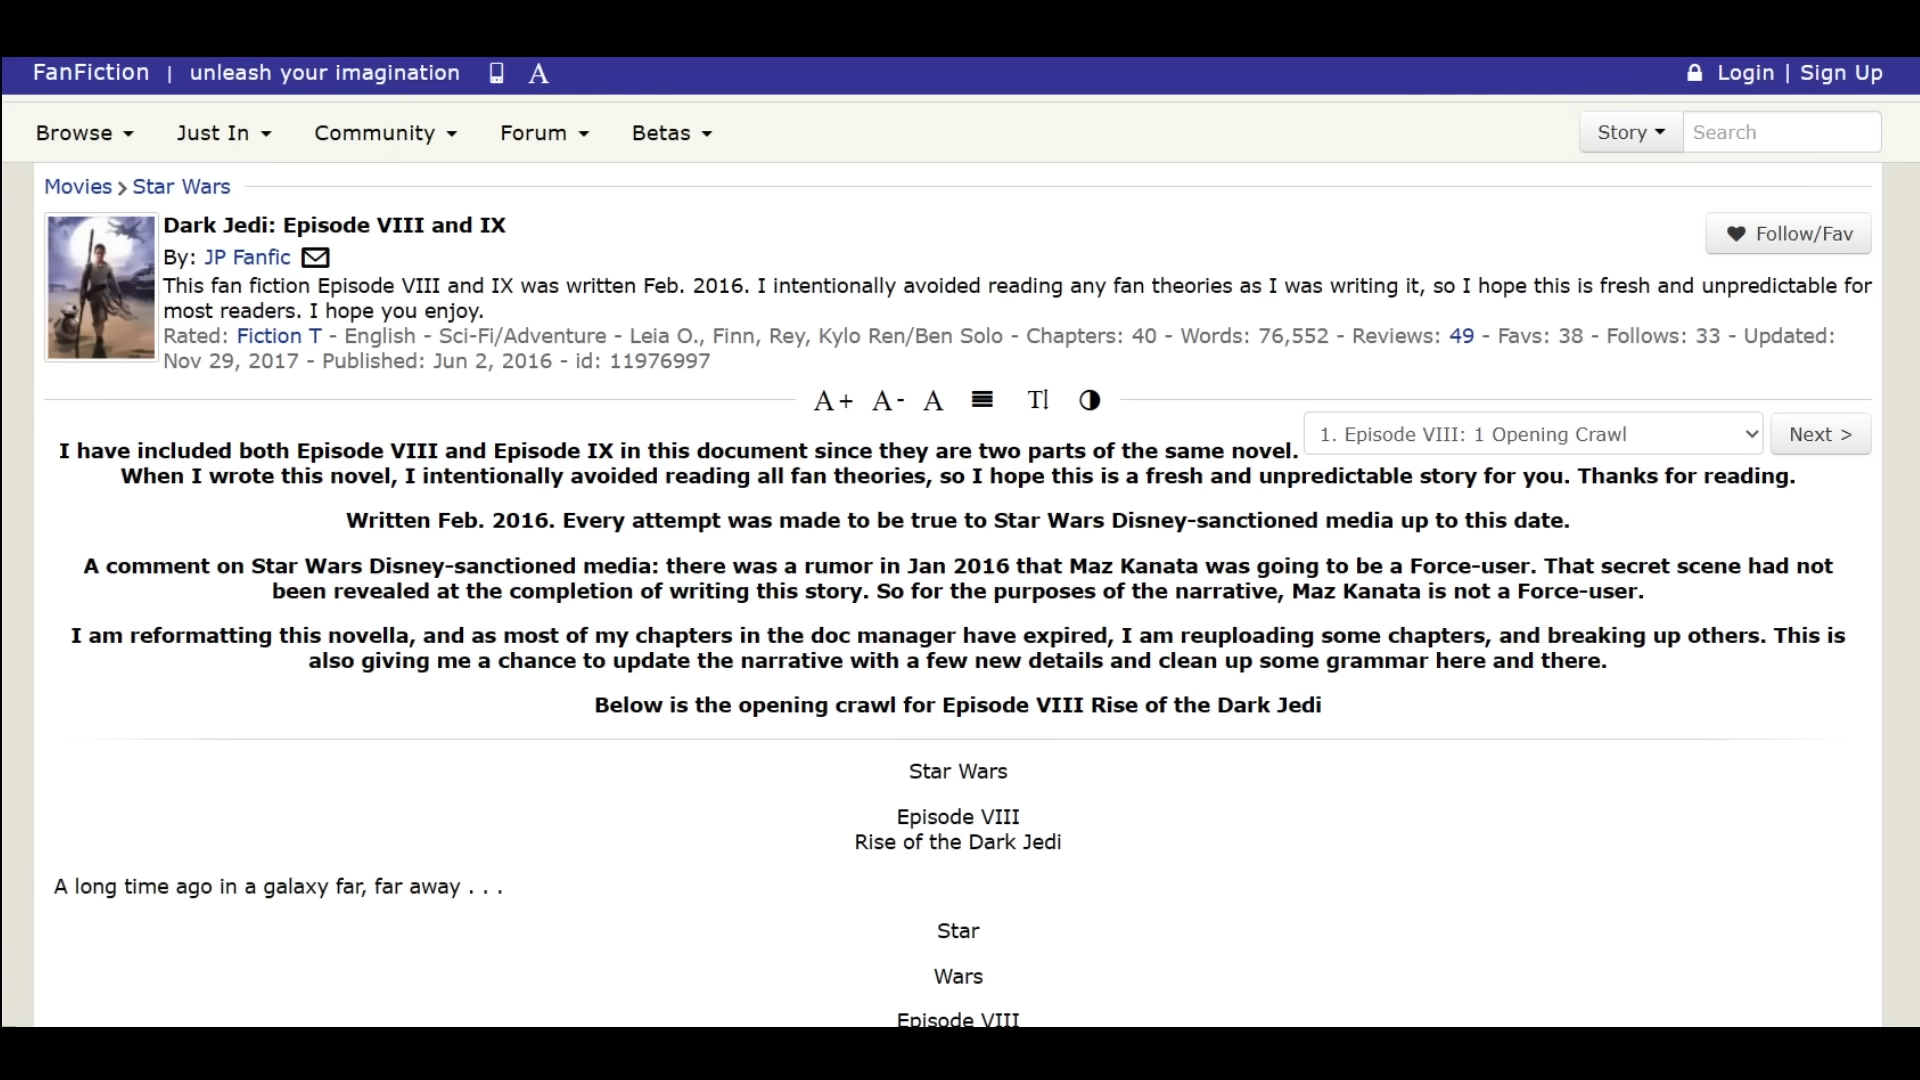 FanFiction | unleash your imagination A Login | Sign Up
Browse Just In Community Forum Betas Story Search
Movies Star Wars
Dark Jedi: Episode VIII and IX
Follow/Fav
By: JP Fanfic
This fan fiction Episode VIII and IX was written Feb. 2016. I intentionally avoided reading any fan theories as I was writing it, so I hope this is fresh and unpredictable for
most readers. I hope you enjoy.
Rated: Fiction T - English - Sci-Fi/Adventure - Leia O., Finn, Rey, Kylo Ren/Ben Solo - Chapters: 40 - Words: 76,552 - Reviews: 49 - Favs: 38 - Follows: 33 - Updated:
Nov 29, 2017 - Published: Jun 2, 2016 - id: 11976997
A+ A- A T
1. Episode VIII: 1 Opening Crawl Next >
I have included both Episode VIII and Episode IX in this document since they are two parts of the same novel.
When I wrote this novel, I intentionally avoided reading all fan theories, so I hope this is a fresh and unpredictable story for you. Thanks for reading.
Written Feb. 2016. Every attempt was made to be true to Star Wars Disney-sanctioned media up to this date.
A comment on Star Wars Disney-sanctioned media: there was a rumor in Jan 2016 that Maz Kanata was going to be a Force-user. That secret scene had not
been revealed at the completion of writing this story. So for the purposes of the narrative, Maz Kanata is not a Force-user.
I am reformatting this novella, and as most of my chapters in the doc manager have expired, I am reuploading some chapters, and breaking up others. This is
also giving me a chance to update the narrative with a few new details and clean up some grammar here and there.
Below is the opening crawl for Episode VIII Rise of the Dark Jedi
Star Wars
Episode VIII
Rise of the Dark Jedi
A long time ago in a galaxy far, far away . . .
Star
Wars
Episode VIII